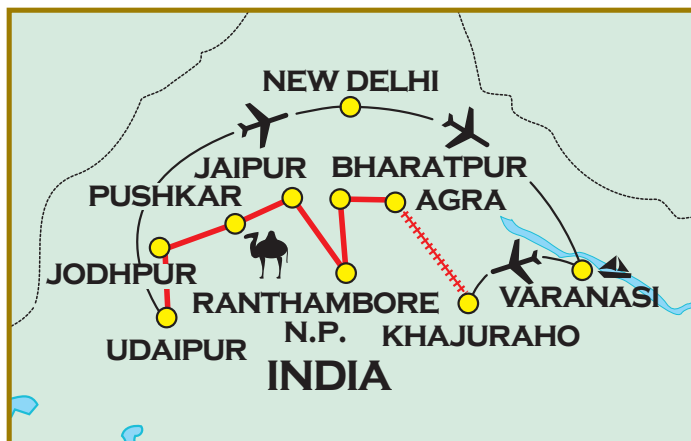 NEW DELHI
JAIPUR
BHARATPUR
PUSHKAR
AGRA
JODHPUR
RANTHAMBORE
N.P.
VARANASI
UDAIPUR
KHAJURAHO
INDIA